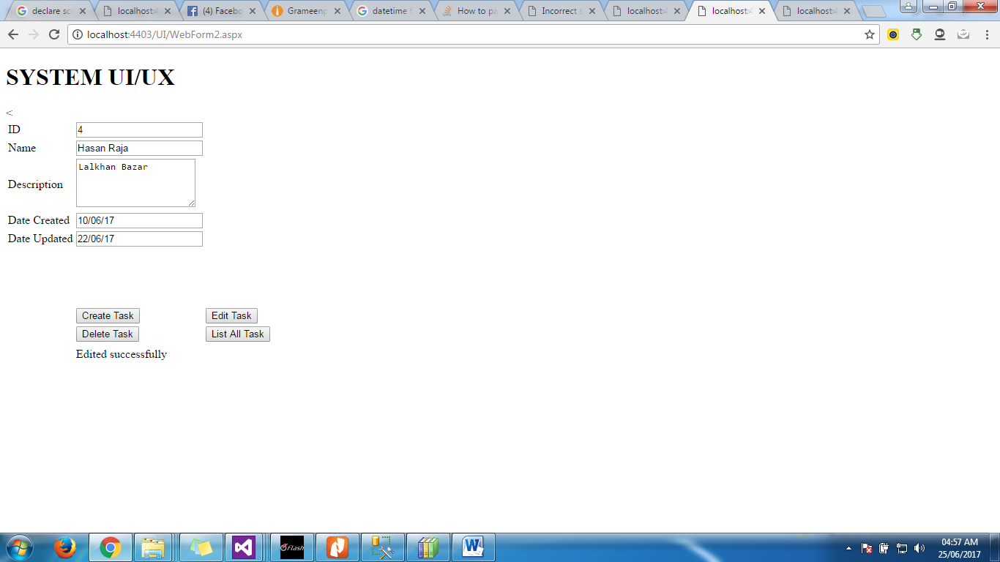 declare scr localhost:4 (4) Facebo Grameenp datetime f How to pa Incorrect s localhost:4 localhost:4 localhost:4
localhost:4403/UI/WebForm2.aspx
SYSTEM UI/UX
<
ID 4
Name Hasan Raja
Description Lalkhan Bazar
Date Created 10/06/17
Date Updated 22/06/17
Create Task Edit Task
Delete Task List All Task
Edited successfully
Flash
04:57 AM
25/06/2017